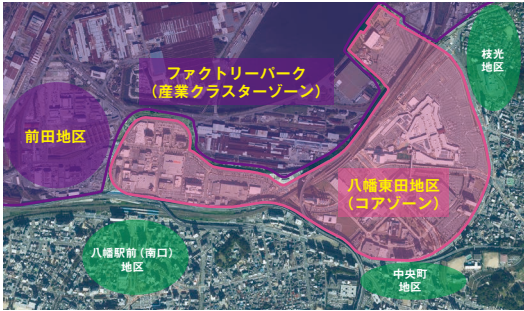 ファクトリーパーク
（産業クラスターゾーン）
枝光
地区
前田地区
八幡東田地区
（コアゾーン）
八幡駅前（南口）
地区
中央町
地区